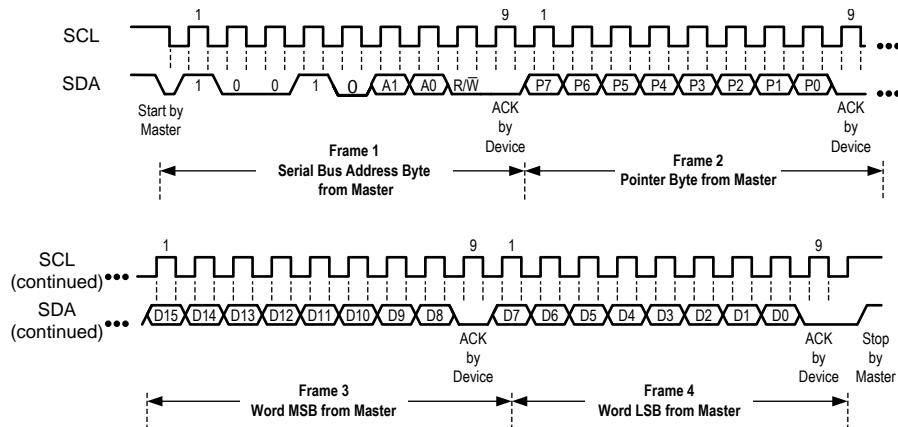 1 9 1 9
SCL
SDA
1 0 0 1 0 A1 A0 R/W̅ P7 P6 P5 P4 P3 P2 P1 P0
Start by
Master
ACK
by
Device
ACK
by
Device
Frame 1
Serial Bus Address Byte
from Master
Frame 2
Pointer Byte from Master
1 9 1 9
SCL
(continued)
SDA
(continued)
D15 D14 D13 D12 D11 D10 D9 D8 D7 D6 D5 D4 D3 D2 D1 D0
ACK
by
Device
ACK
by
Device
Stop
by
Master
Frame 3
Word MSB from Master
Frame 4
Word LSB from Master